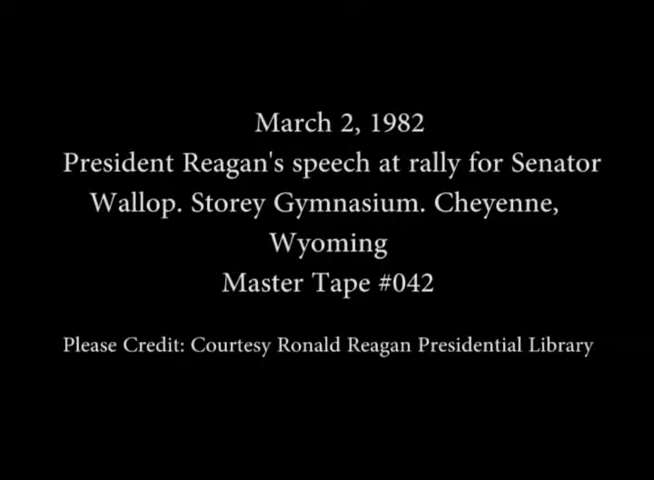 March 2, 1982
President Reagan's speech at rally for Senator
Wallop. Storey Gymnasium. Cheyenne,
Wyoming
Master Tape #042
Please Credit: Courtesy Ronald Reagan Presidential Library